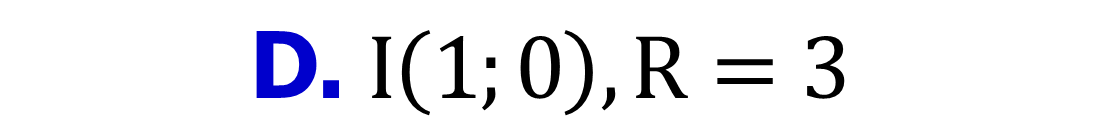 D. I(1; 0), R = 3